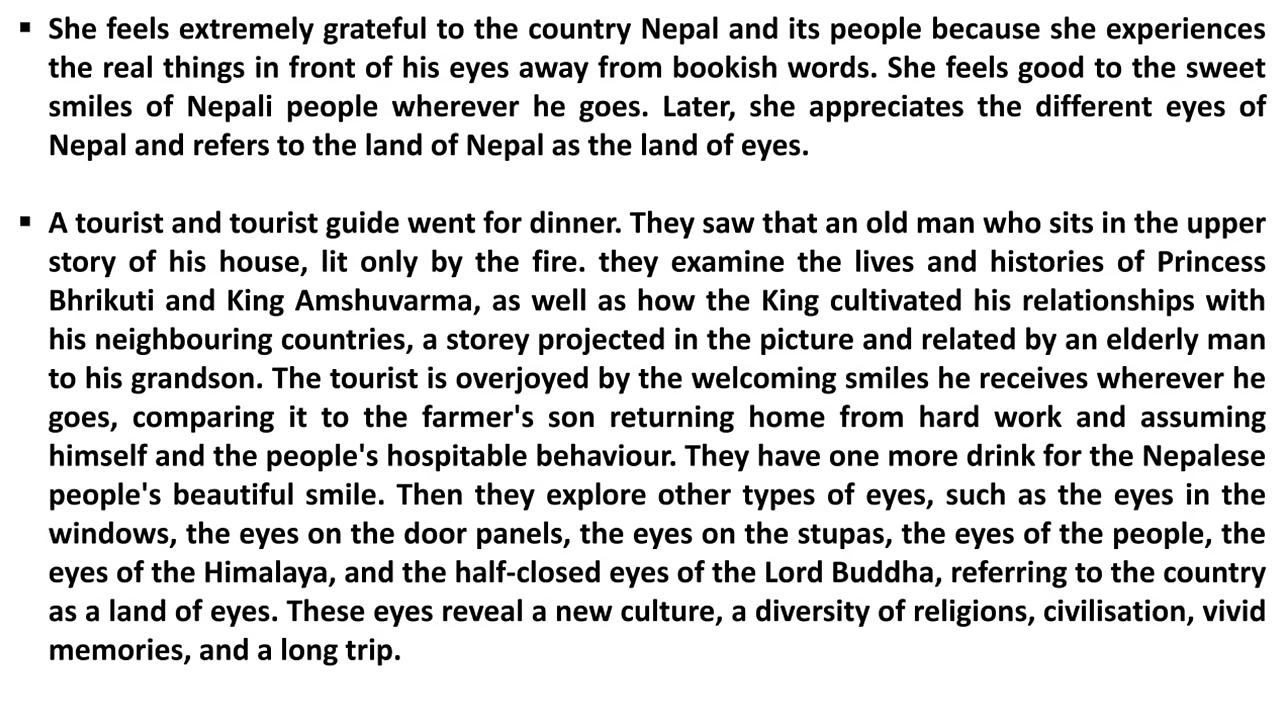 ▪ She feels extremely grateful to the country Nepal and its people because she experiences
the real things in front of his eyes away from bookish words. She feels good to the sweet
smiles of Nepali people wherever he goes. Later, she appreciates the different eyes of
Nepal and refers to the land of Nepal as the land of eyes.
▪ A tourist and tourist guide went for dinner. They saw that an old man who sits in the upper
story of his house, lit only by the fire. they examine the lives and histories of Princess
Bhrikuti and King Amshuvarma, as well as how the King cultivated his relationships with
his neighbouring countries, a storey projected in the picture and related by an elderly man
to his grandson. The tourist is overjoyed by the welcoming smiles he receives wherever he
goes, comparing it to the farmer's son returning home from hard work and assuming
himself and the people's hospitable behaviour. They have one more drink for the Nepalese
people's beautiful smile. Then they explore other types of eyes, such as the eyes in the
windows, the eyes on the door panels, the eyes on the stupas, the eyes of the people, the
eyes of the Himalaya, and the half-closed eyes of the Lord Buddha, referring to the country
as a land of eyes. These eyes reveal a new culture, a diversity of religions, civilisation, vivid
memories, and a long trip.